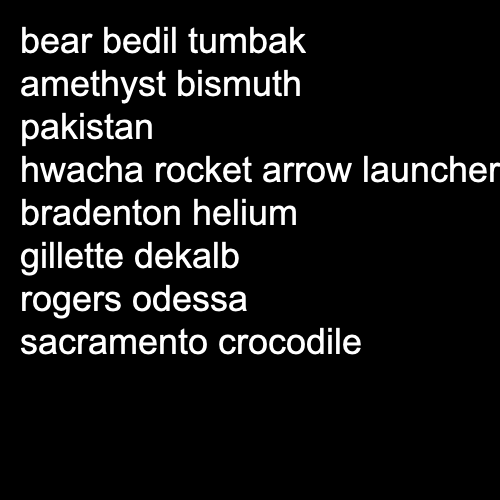 bear bedil tumbak
amethyst bismuth
pakistan
hwacha rocket arrow launcher
bradenton helium
gillette dekalb
rogers odessa
sacramento crocodile